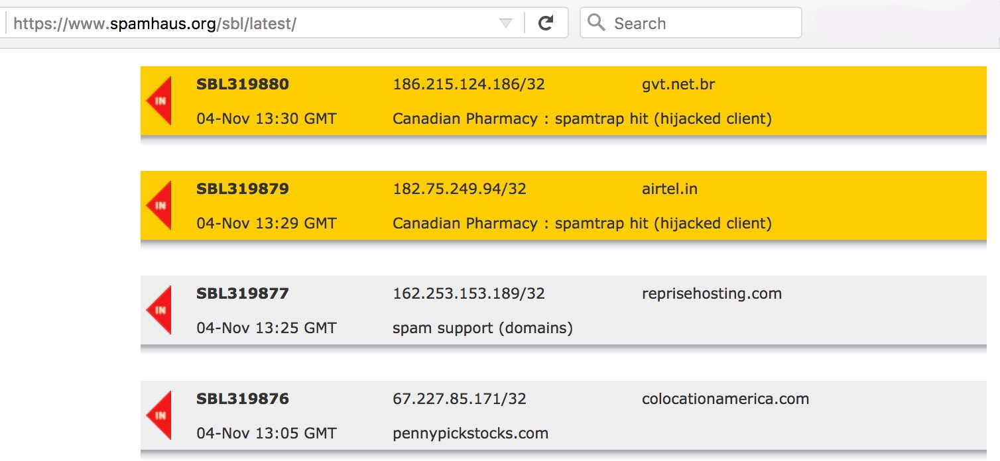 https://www.spamhaus.org/sbl/latest/ Search
IN SBL319880 186.215.124.186/32 gvt.net.br
04-Nov 13:30 GMT Canadian Pharmacy : spamtrap hit (hijacked client)
IN SBL319879 182.75.249.94/32 airtel.in
04-Nov 13:29 GMT Canadian Pharmacy : spamtrap hit (hijacked client)
IN SBL319877 162.253.153.189/32 reprisehosting.com
04-Nov 13:25 GMT spam support (domains)
IN SBL319876 67.227.85.171/32 colocationamerica.com
04-Nov 13:05 GMT pennypickstocks.com